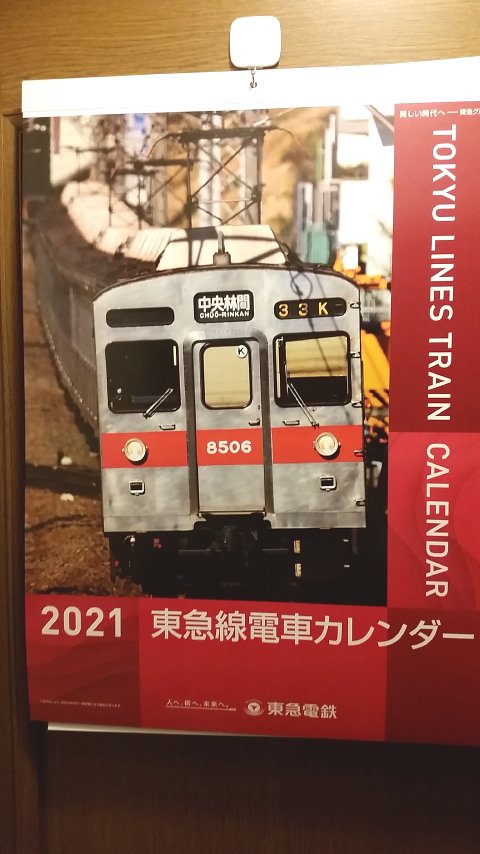 美しい時代へ——東急グ
TOKYU LINES TRAIN CALENDAR
中央林間
CHŪŌ-RINKAN
33K
K
8506
2021 東急線電車カレンダー
人へ、街へ、未来へ。
東急電鉄